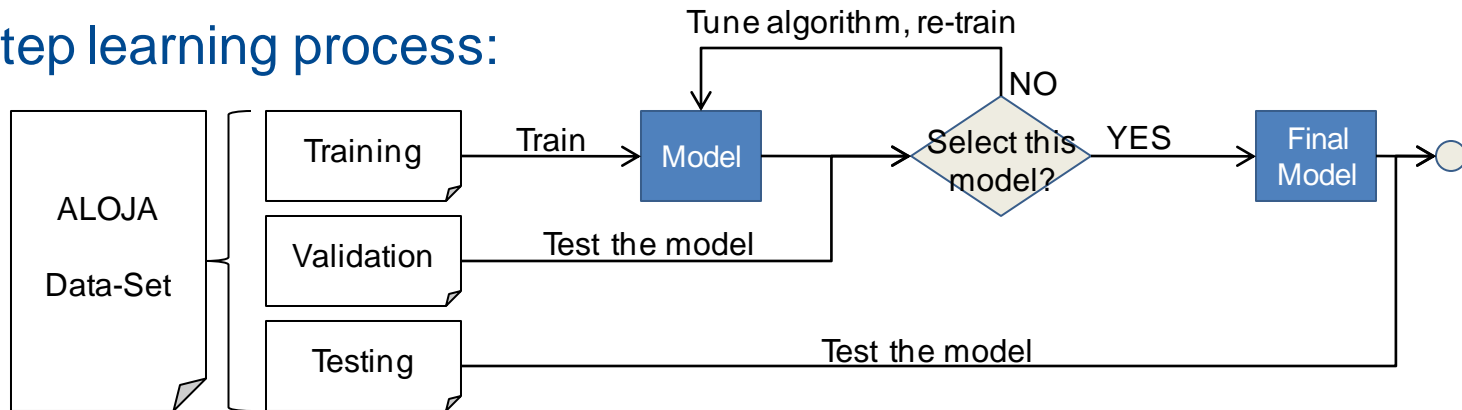 tep learning process:
Tune algorithm, re-train
NO
ALOJA
Data-Set
Training
Train
Model
Select this
model?
YES
Final
Model
Validation
Test the model
Testing
Test the model